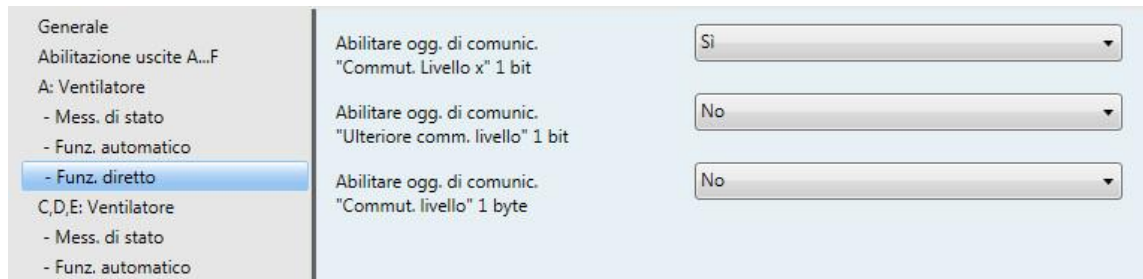 Generale
Abilitazione uscite A...F
A: Ventilatore
- Mess. di stato
- Funz. automatico
- Funz. diretto
C,D,E: Ventilatore
- Mess. di stato
- Funz. automatico
Abilitare ogg. di comunic.
"Commut. Livello x" 1 bit
Sì
Abilitare ogg. di comunic.
"Ulteriore comm. livello" 1 bit
No
Abilitare ogg. di comunic.
"Commut. livello" 1 byte
No